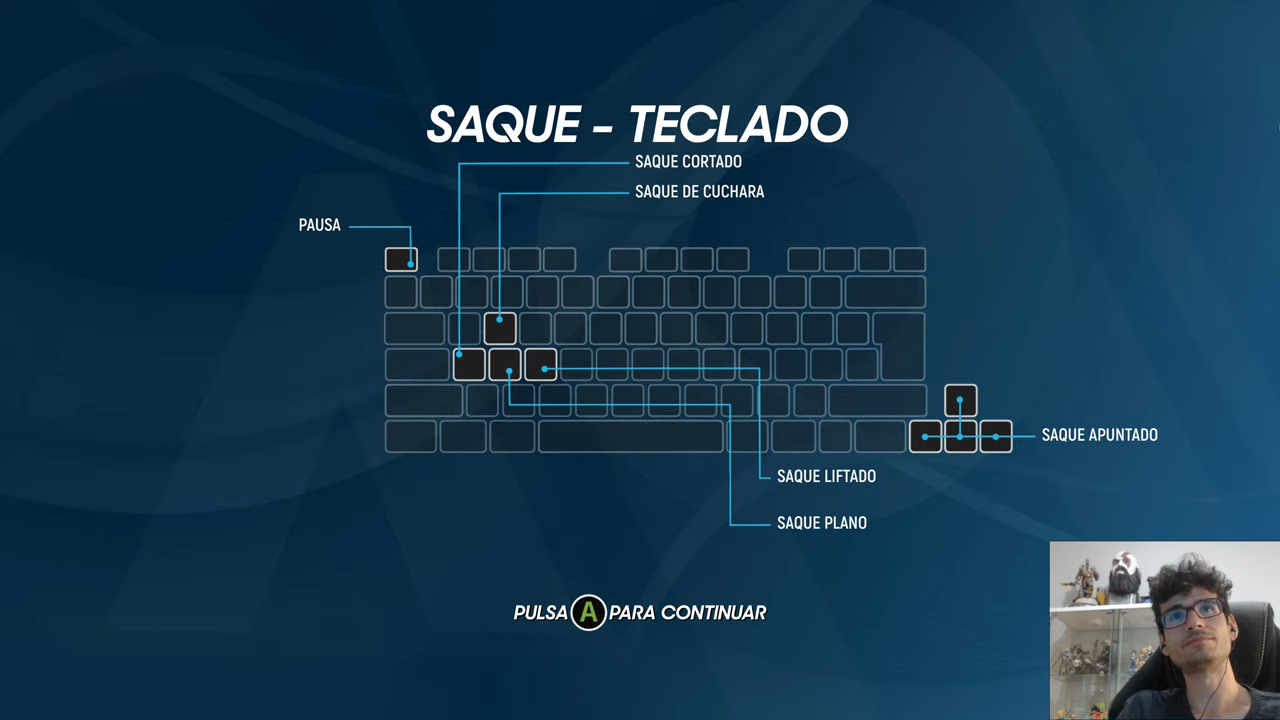 SAQUE - TECLADO
SAQUE CORTADO
SAQUE DE CUCHARA
PAUSA
SAQUE APUNTADO
SAQUE LIFTADO
SAQUE PLANO
PULSA A PARA CONTINUAR